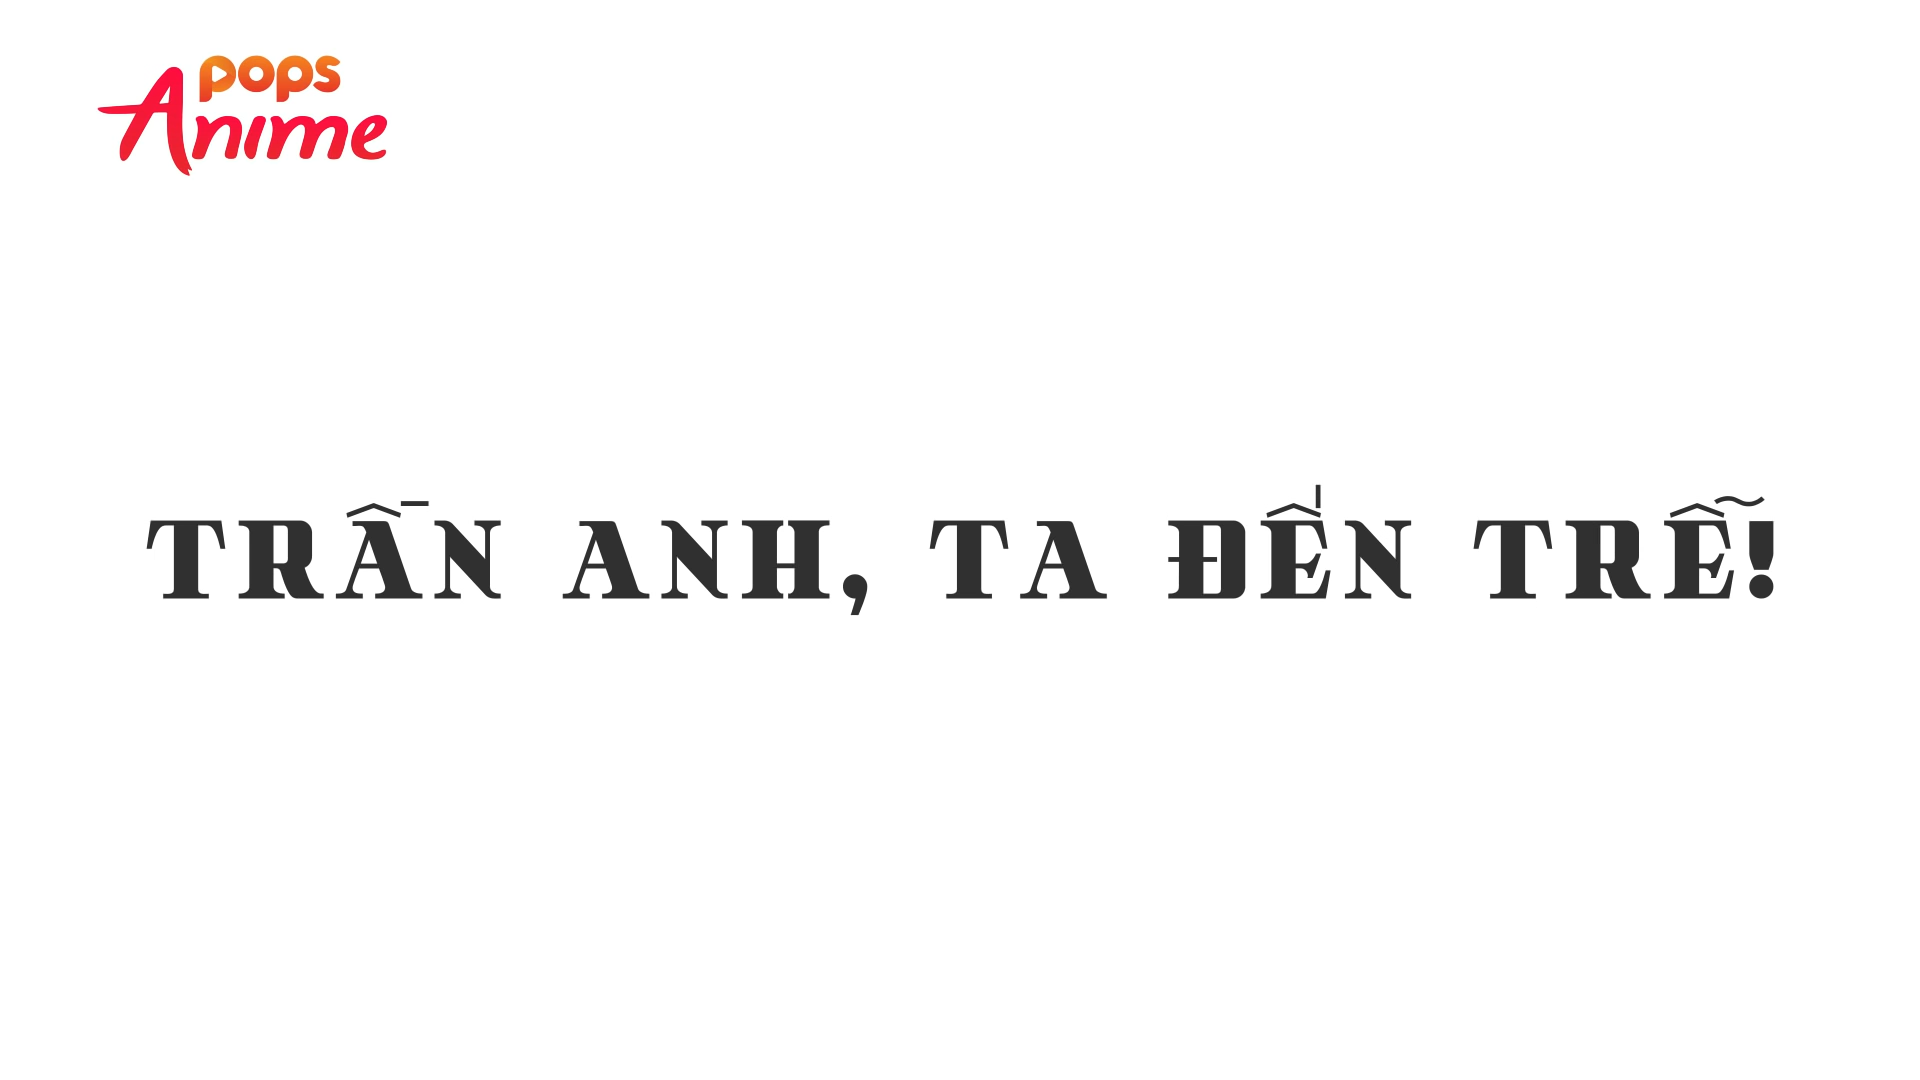 pops
Anime
TRẦN ANH, TA ĐẾN TRỄ!